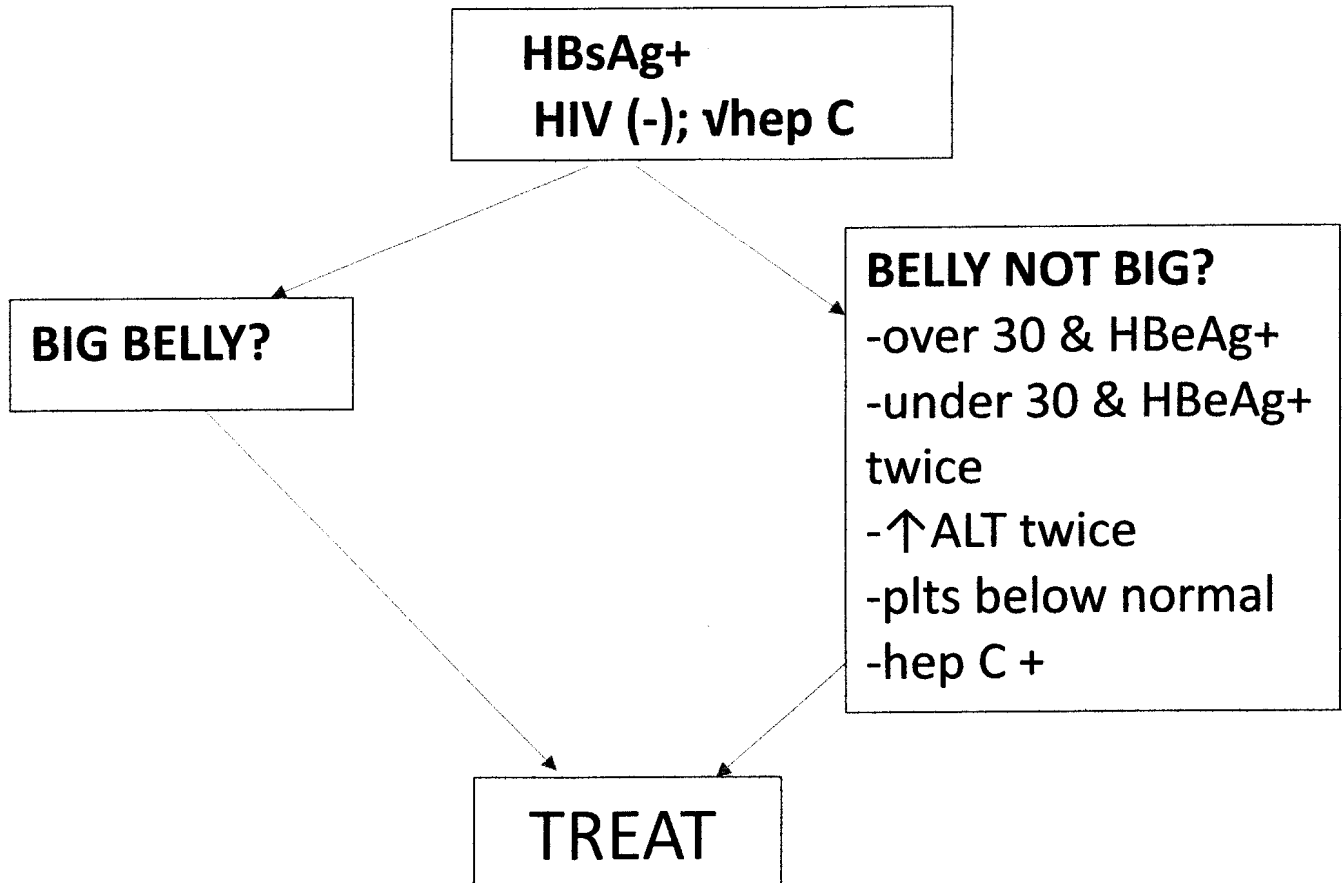 HBsAg+
HIV (-); √hep C
BIG BELLY?
BELLY NOT BIG?
-over 30 & HBeAg+
-under 30 & HBeAg+
twice
-↑ALT twice
-plts below normal
-hep C +
TREAT